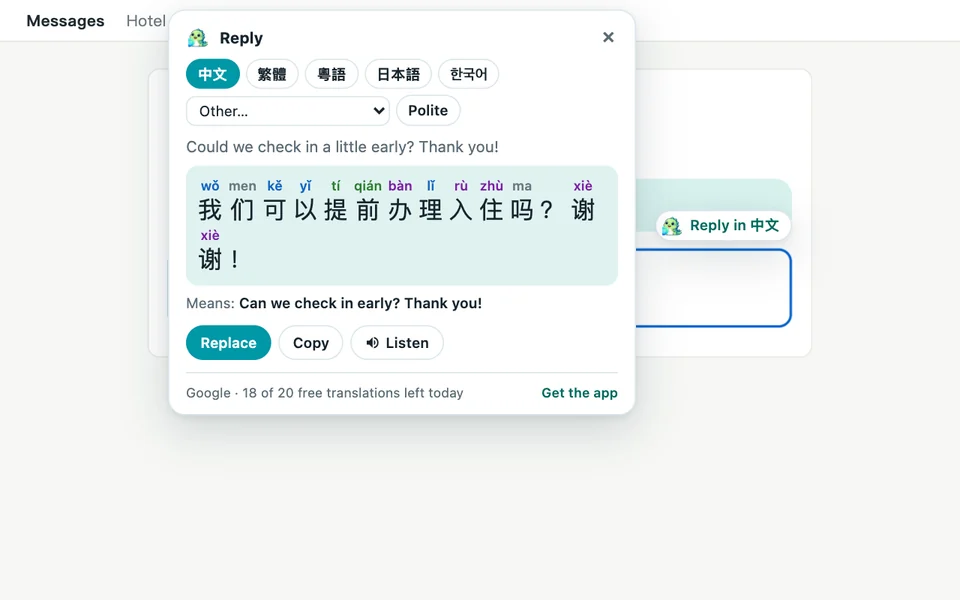 Messages Hotel
Reply ✕
中文 繁體 粵語 日本語 한국어
Other... Polite
Could we check in a little early? Thank you!
wǒ men kě yǐ tí qián bàn lǐ rù zhù ma xiè
我们可以提前办理入住吗？ 谢
xiè
谢！
Reply in 中文
Means: Can we check in early? Thank you!
Replace Copy Listen
Google · 18 of 20 free translations left today Get the app